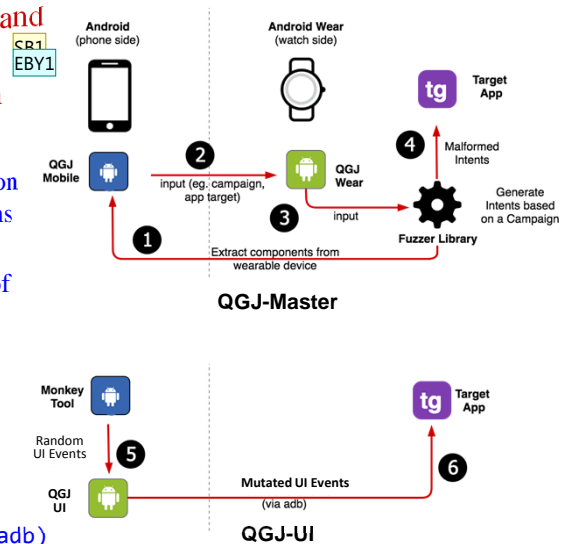 and
SB1
EBY1
on
of
adb)
Android
(phone side)
Android Wear
(watch side)
tg
Target
App
QGJ
Mobile
2
input (eg. campaign,
app target)
QGJ
Wear
3
input
4
Malformed
Intents
Generate
Intents based
on a Campaign
Fuzzer Library
1
Extract components from
wearable device
QGJ-Master
Monkey
Tool
Random
UI Events
5
QGJ
UI
Mutated UI Events
(via adb)
6
tg
Target
App
QGJ-UI